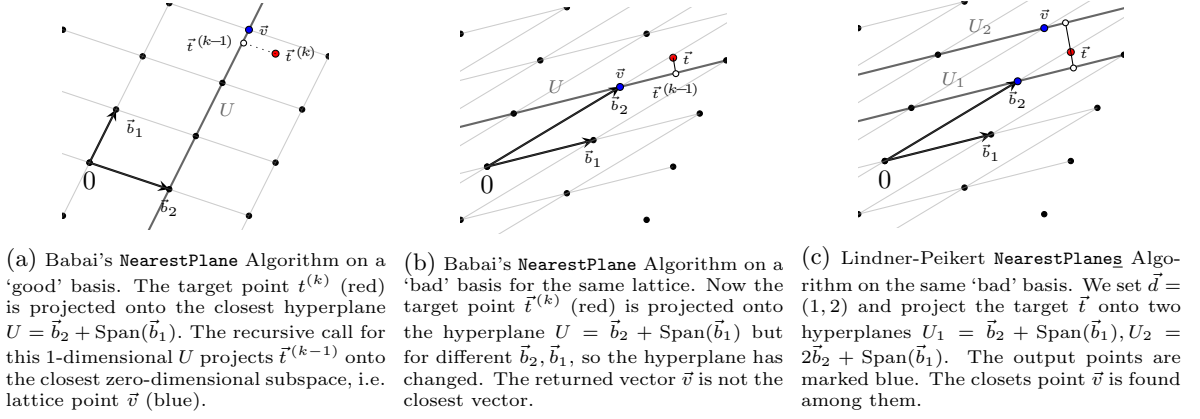 v⃗
t⃗(k−1)
t⃗(k)
U
b⃗1
0
b⃗2
(a) Babai's NearestPlane Algorithm on a
'good' basis. The target point t(k) (red)
is projected onto the closest hyperplane
U = b⃗2 + Span(b⃗1). The recursive call for
this 1-dimensional U projects t⃗(k−1) onto
the closest zero-dimensional subspace, i.e.
lattice point v⃗ (blue).
U
v⃗
t⃗
t⃗(k−1)
b⃗2
b⃗1
0
(b) Babai's NearestPlane Algorithm on a
'bad' basis for the same lattice. Now the
target point t⃗(k) (red) is projected onto
the hyperplane U = b⃗2 + Span(b⃗1) but
for different b⃗2, b⃗1, so the hyperplane has
changed. The returned vector v⃗ is not the
closest vector.
U2
v⃗
t⃗
U1
b⃗2
b⃗1
0
(c) Lindner-Peikert NearestPlanes Algo-
rithm on the same 'bad' basis. We set d⃗ =
(1, 2) and project the target t⃗ onto two
hyperplanes U1 = b⃗2 + Span(b⃗1), U2 =
2b⃗2 + Span(b⃗1). The output points are
marked blue. The closets point v⃗ is found
among them.